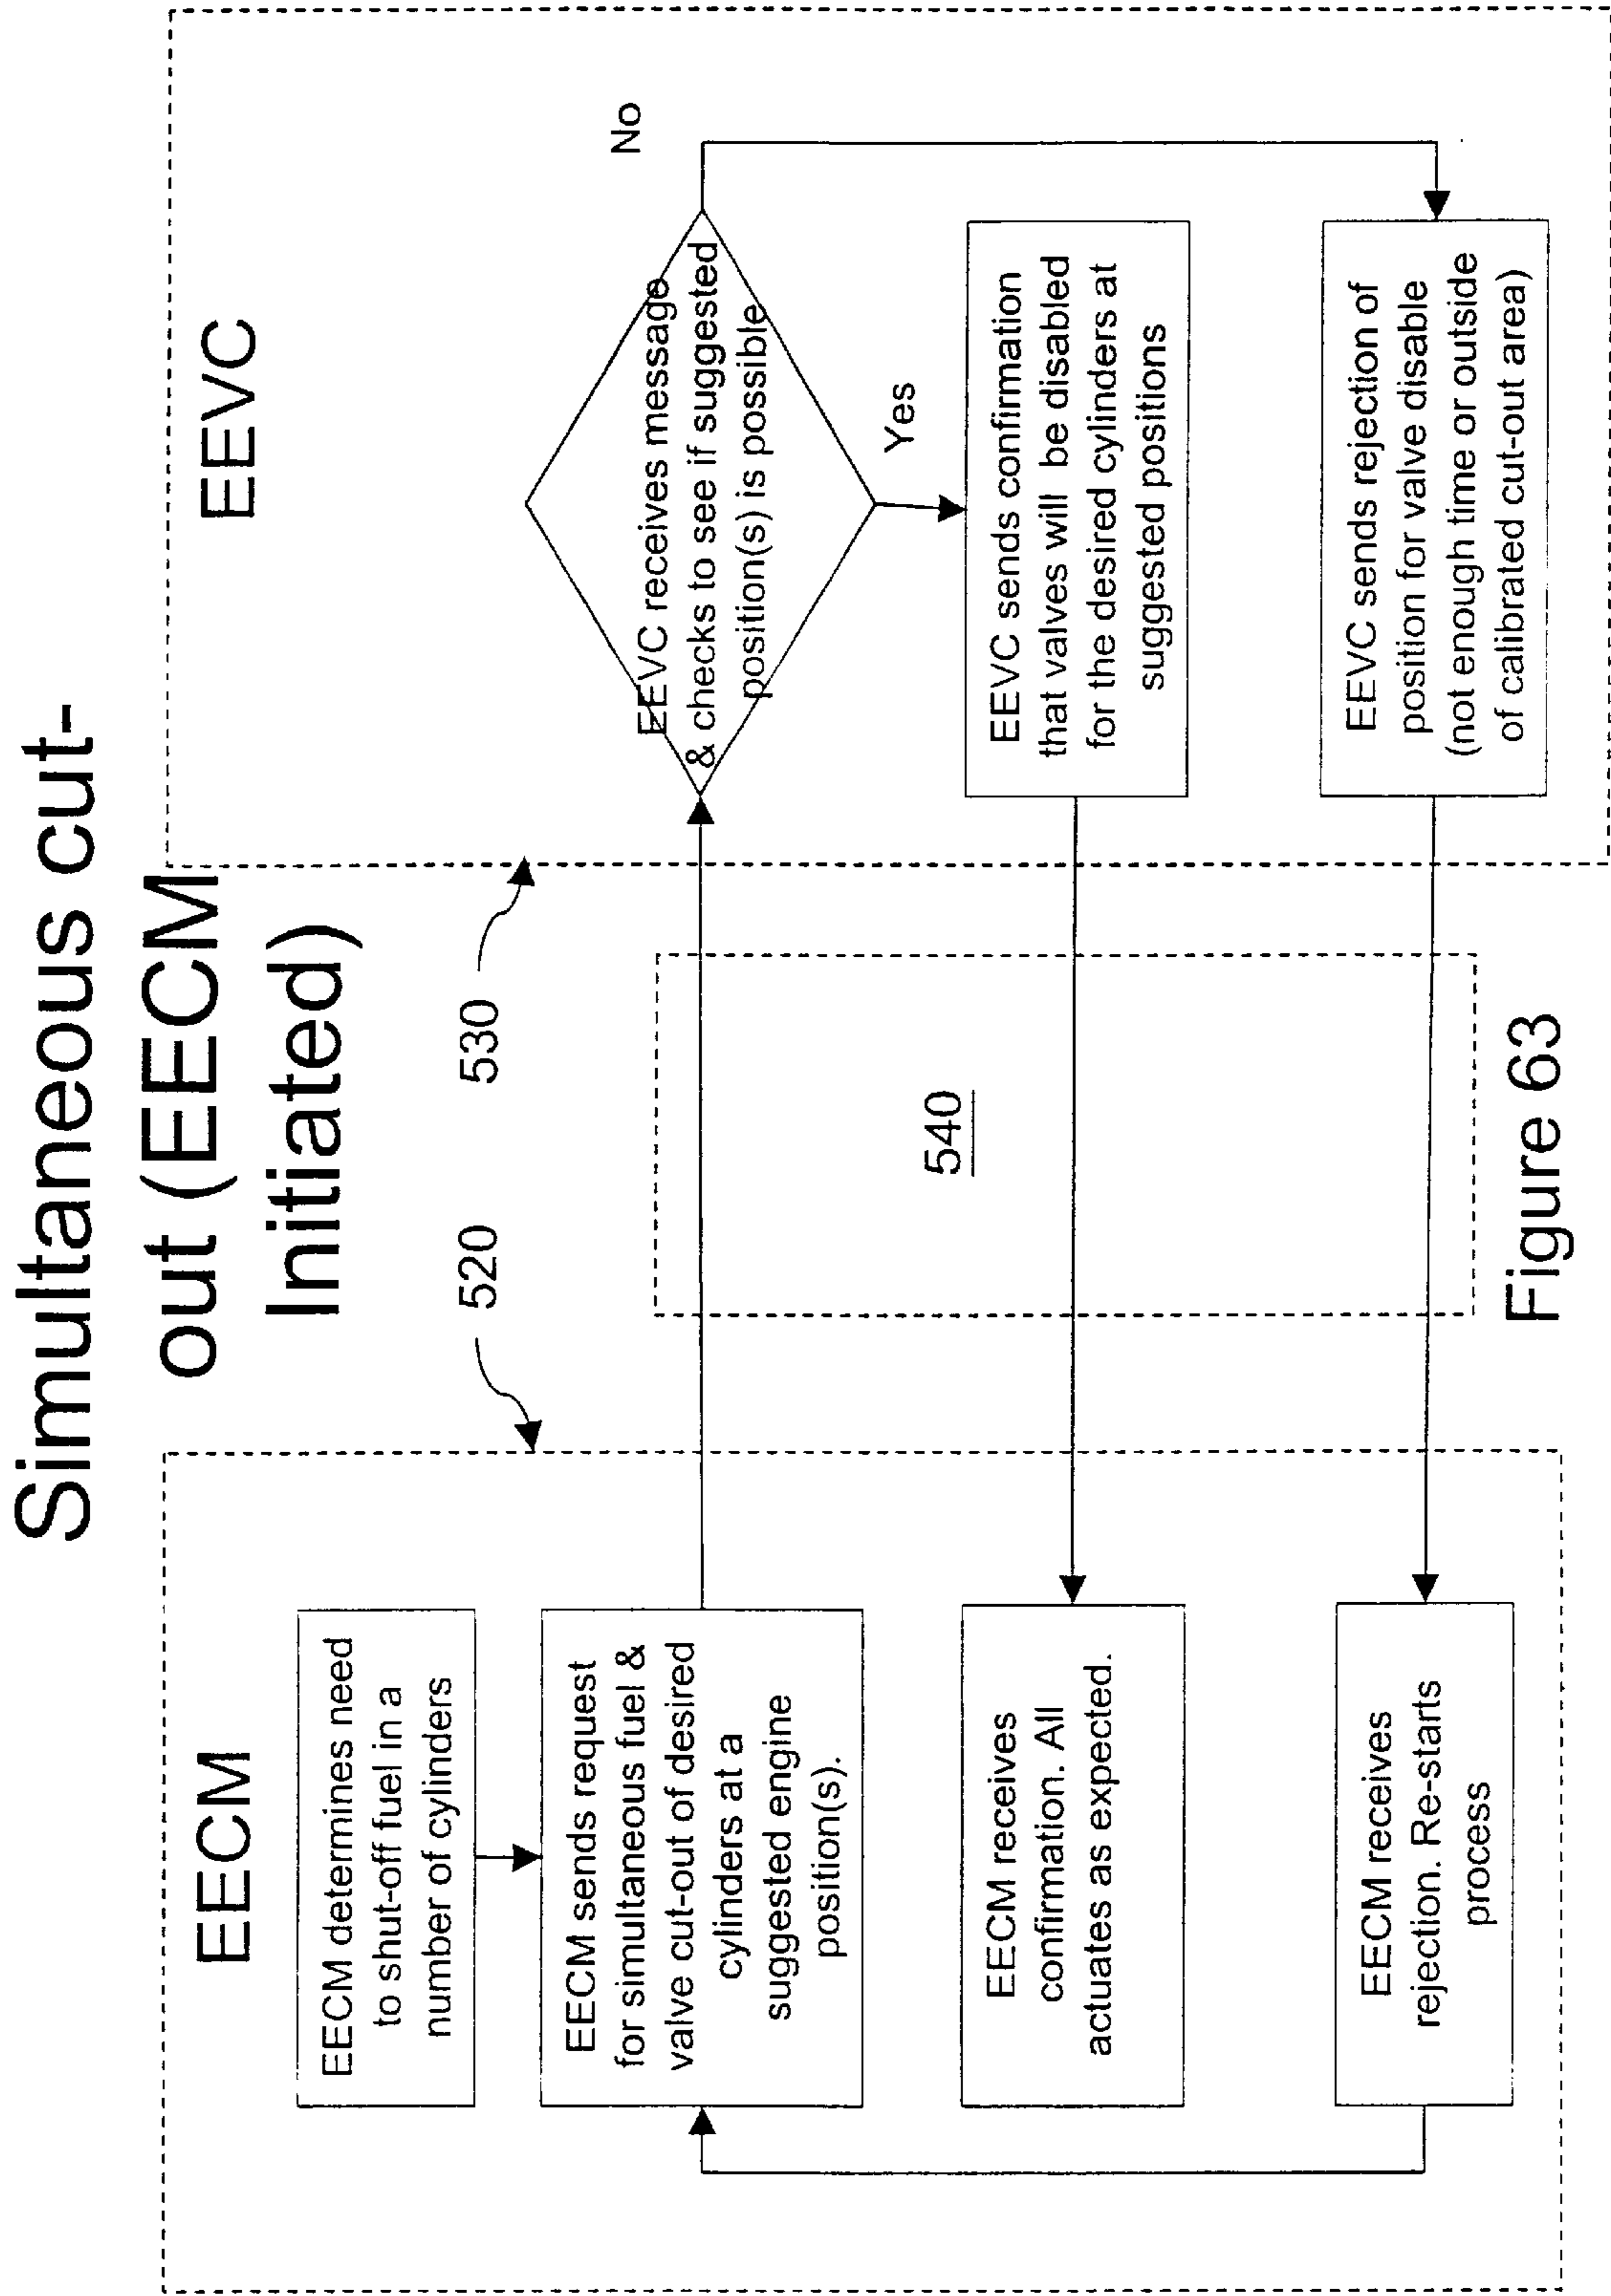 Simultaneous cut-
out (EECM
Initiated)
EECM
EECM determines need
to shut-off fuel in a
number of cylinders
EECM sends request
for simultaneous fuel &
valve cut-out of desired
cylinders at a
suggested engine
position(s).
EECM receives
confirmation. All
actuates as expected.
EECM receives
rejection. Re-starts
process
520
530
540
EEVC
EEVC receives message
& checks to see if suggested
position(s) is possible
No
Yes
EEVC sends confirmation
that valves will be disabled
for the desired cylinders at
suggested positions
EEVC sends rejection of
position for valve disable
(not enough time or outside
of calibrated cut-out area)
Figure 63